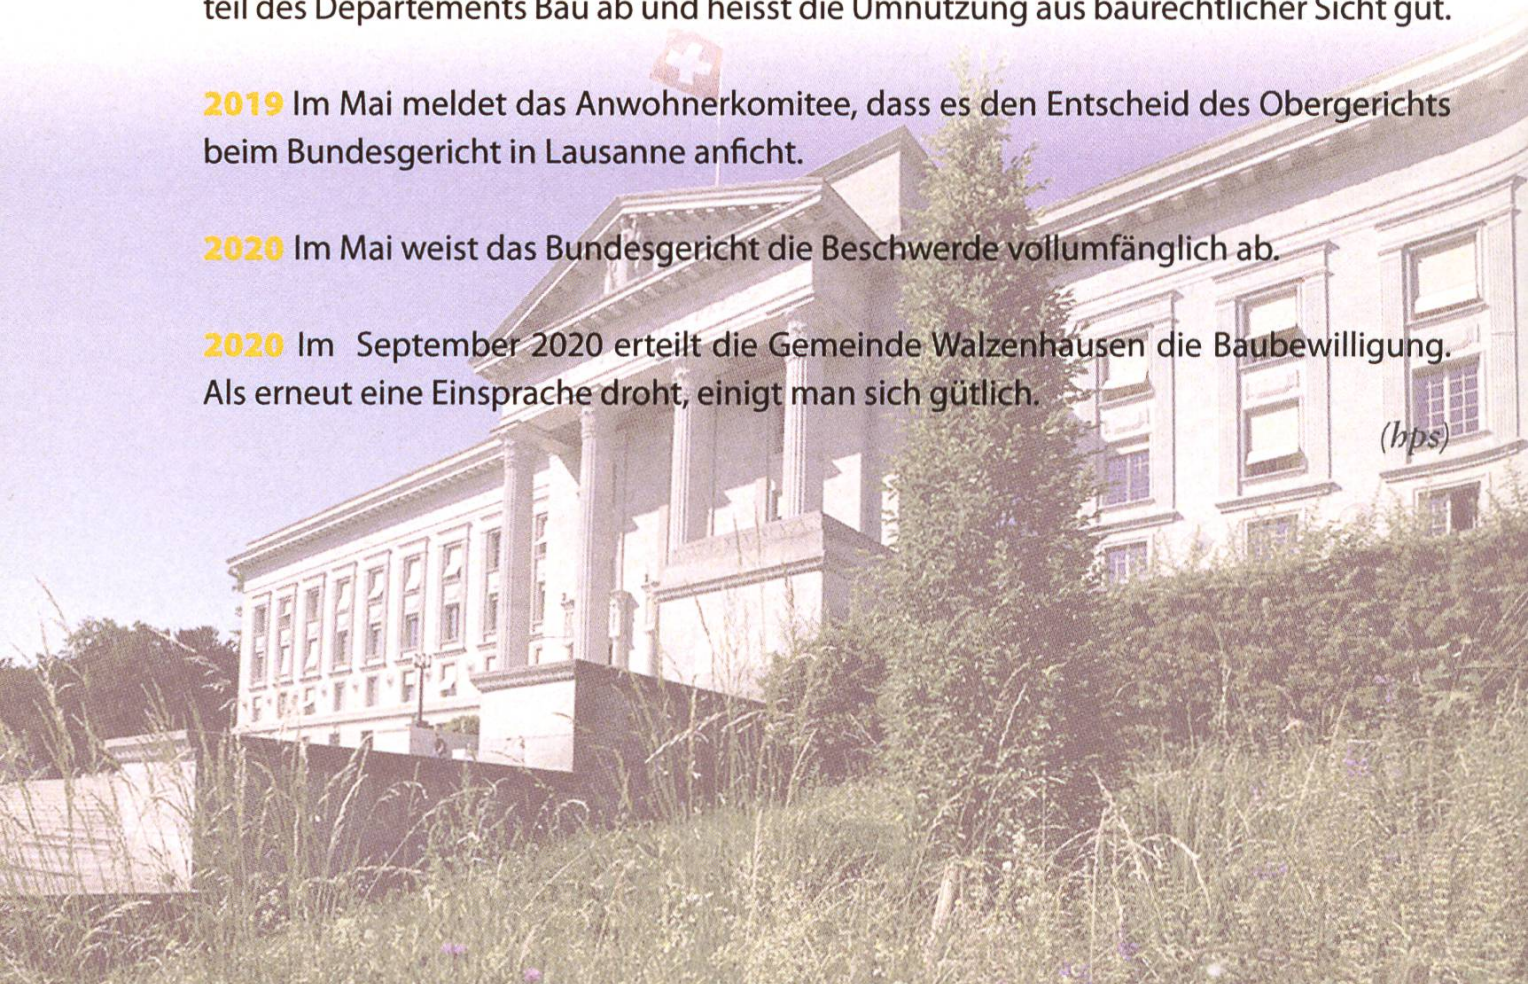 teil des Departements Bau ab und heisst die Umnutzung aus baurechtlicher Sicht gut.
2019 Im Mai meldet das Anwohnerkomitee, dass es den Entscheid des Obergerichts
beim Bundesgericht in Lausanne anficht.
2020 Im Mai weist das Bundesgericht die Beschwerde vollumfänglich ab.
2020 Im  September 2020 erteilt die Gemeinde Walzenhausen die Baubewilligung.
Als erneut eine Einsprache droht, einigt man sich gütlich.
(hps)